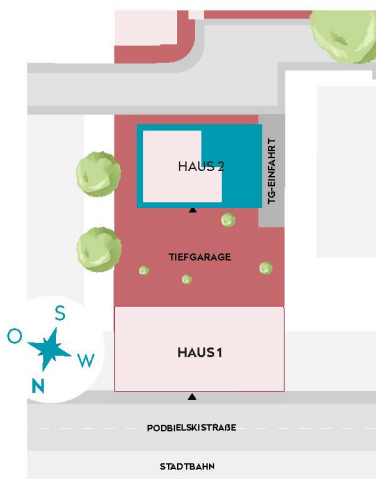 HAUS 2
TG-EINFAHRT
TIEFGARAGE
S
O
W
N
HAUS 1
PODBIELSKISTRAßE
STADTBAHN